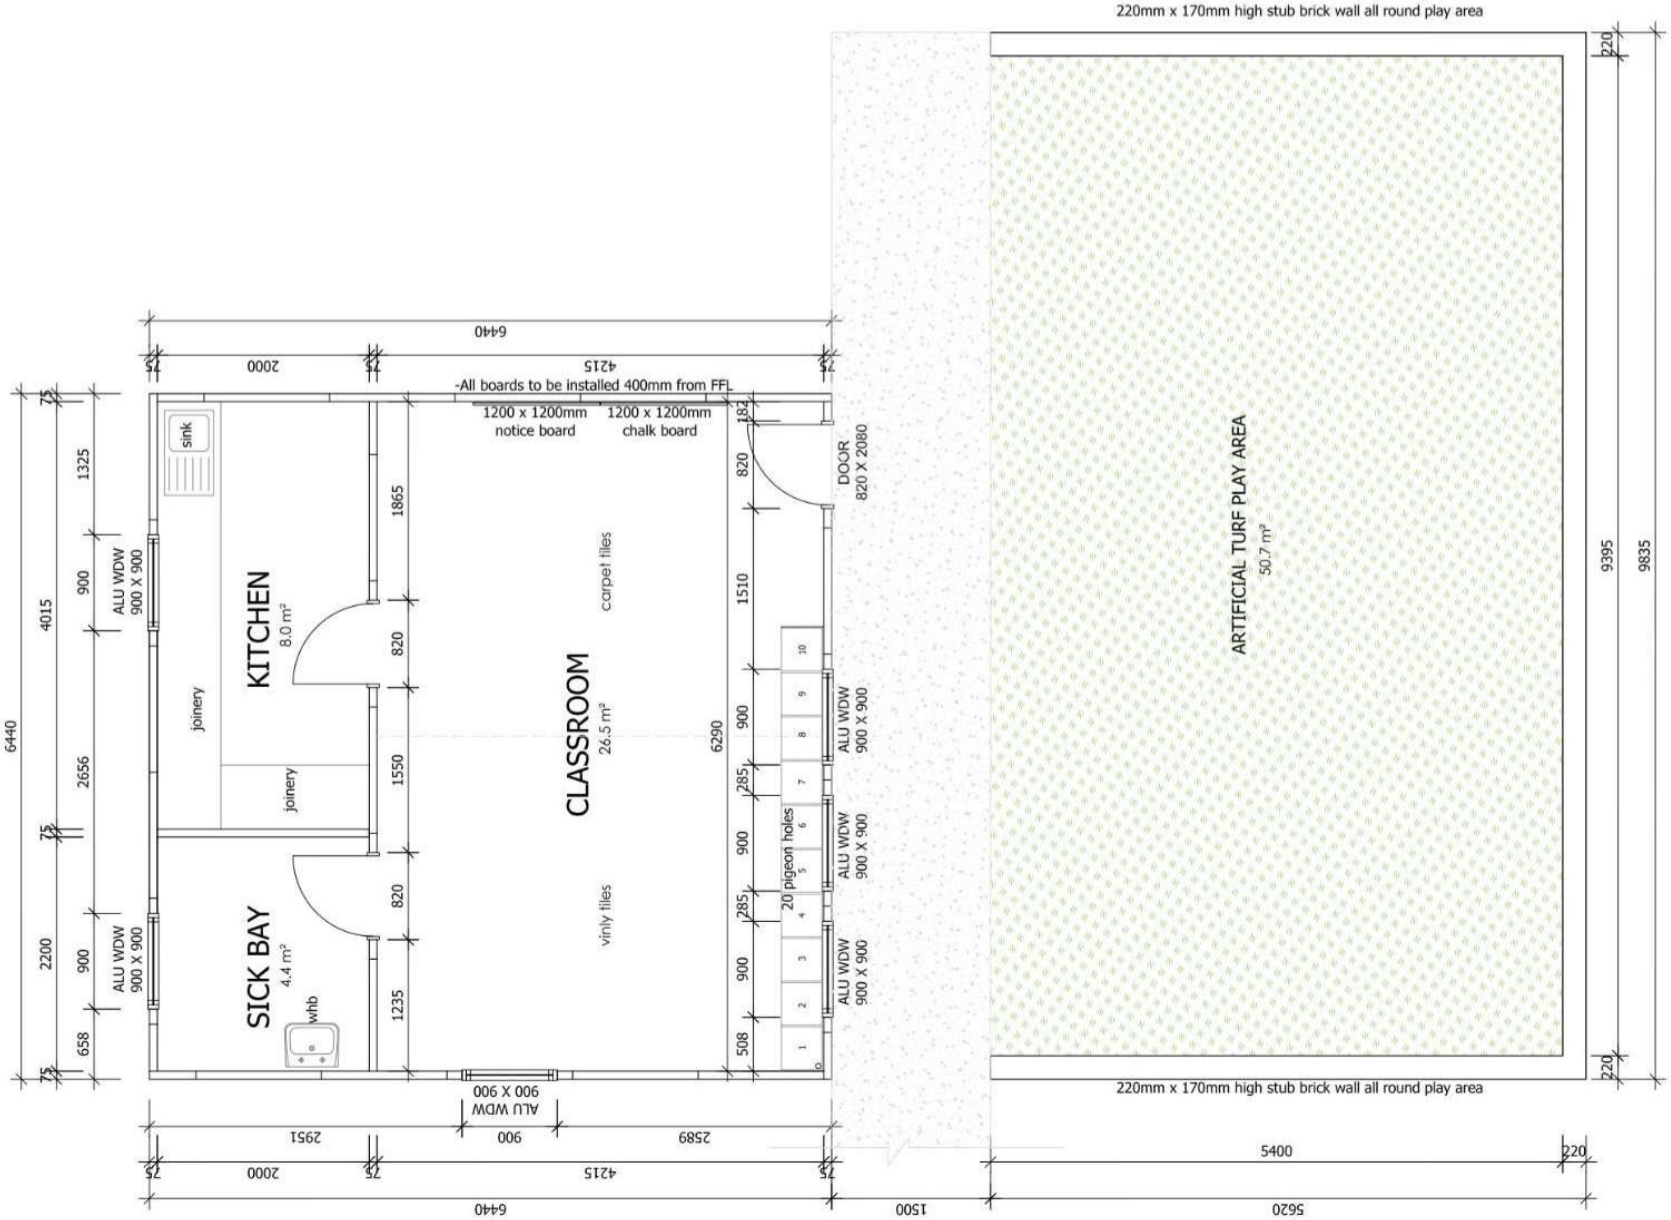 220mm x 170mm high stub brick wall all round play area
220
9395
9835
220
220mm x 170mm high stub brick wall all round play area
ARTIFICIAL TURF PLAY AREA
50.7 m²
5400
220
5620
1500
6440
75
2000
75
4215
75
-All boards to be installed 400mm from FFL
1200 x 1200mm
notice board
1200 x 1200mm
chalk board
6440
75
4015
75
2200
75
1325
900
2656
900
658
ALU WDW
900 X 900
ALU WDW
900 X 900
sink
joinery
KITCHEN
8.0 m²
joinery
SICK BAY
4.4 m²
whb
1865
820
1550
820
1235
CLASSROOM
26.5 m²
carpet tiles
vinly tiles
6290
182
820
1510
900
285
900
285
900
508
20 pigeon holes
10
9
8
7
6
5
4
3
2
1
DOOR
820 X 2080
ALU WDW
900 X 900
ALU WDW
900 X 900
ALU WDW
900 X 900
ALU WDW
900 X 900
2951
900
2589
75
2000
75
4215
75
6440